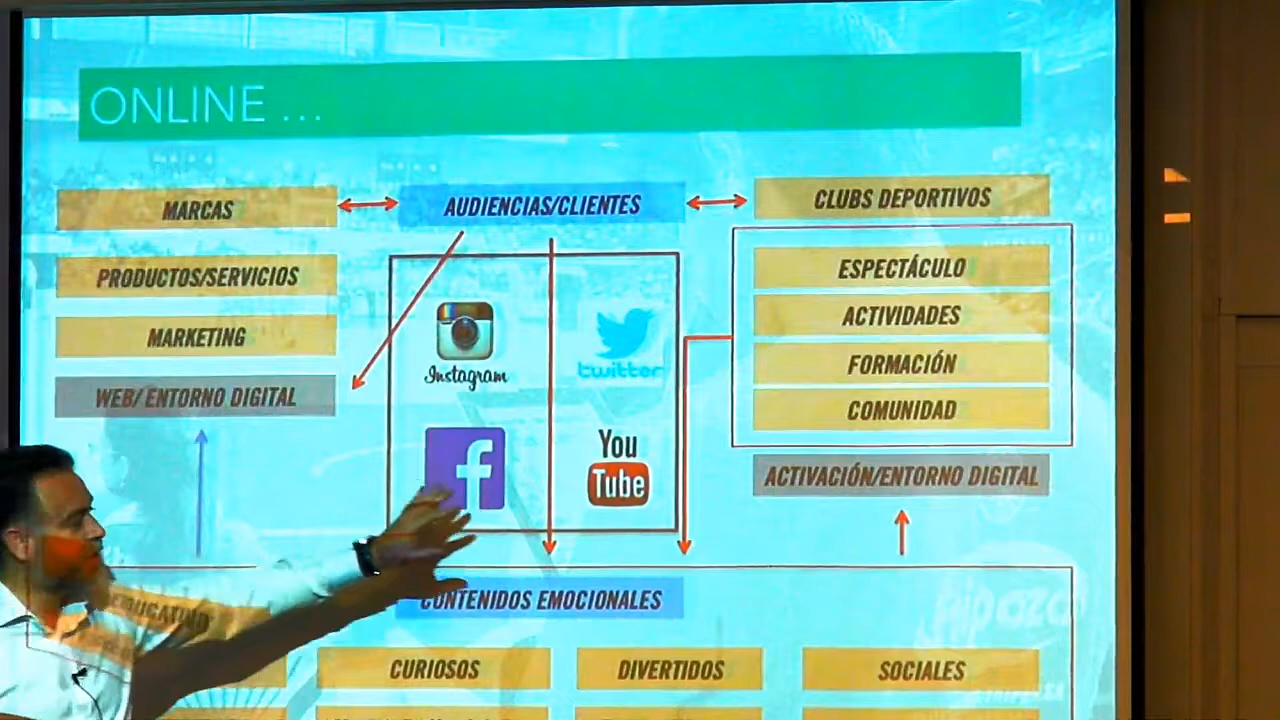 ONLINE ...
MARCAS
AUDIENCIAS/CLIENTES
CLUBS DEPORTIVOS
PRODUCTOS/SERVICIOS
MARKETING
WEB/ENTORNO DIGITAL
Instagram
twitter
You
Tube
ESPECTÁCULO
ACTIVIDADES
FORMACIÓN
COMUNIDAD
ACTIVACIÓN/ENTORNO DIGITAL
CONTENIDOS EMOCIONALES
CURIOSOS
DIVERTIDOS
SOCIALES